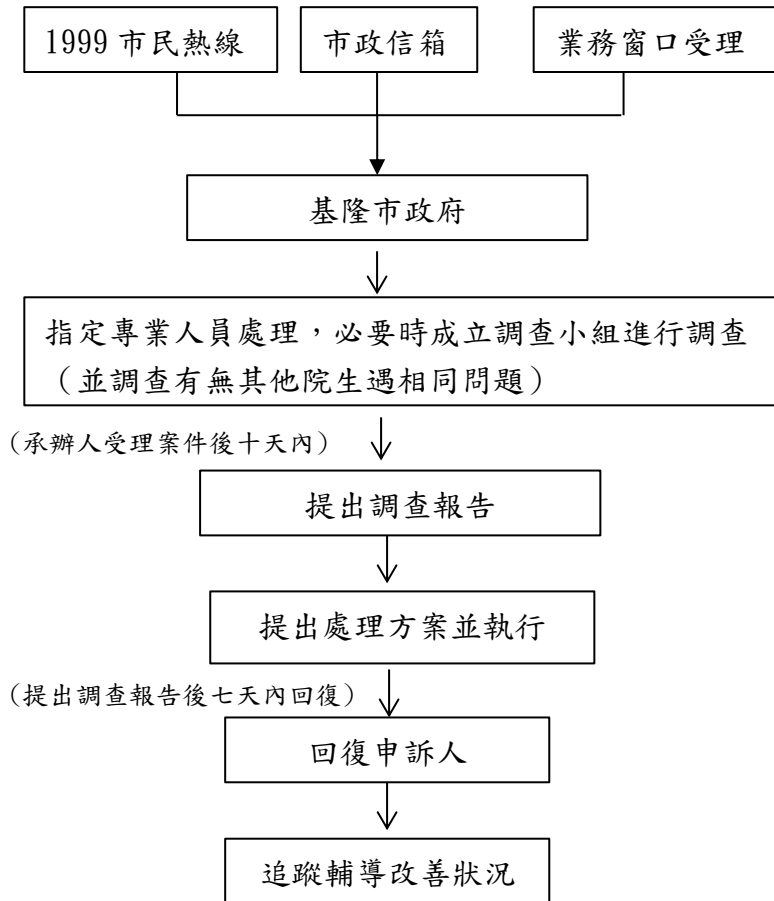 1999 市民熱線
市政信箱
業務窗口受理
基隆市政府
指定專業人員處理，必要時成立調查小組進行調查
（並調查有無其他院生遇相同問題）
(承辦人受理案件後十天內)
提出調查報告
提出處理方案並執行
(提出調查報告後七天內回復)
回復申訴人
追蹤輔導改善狀況